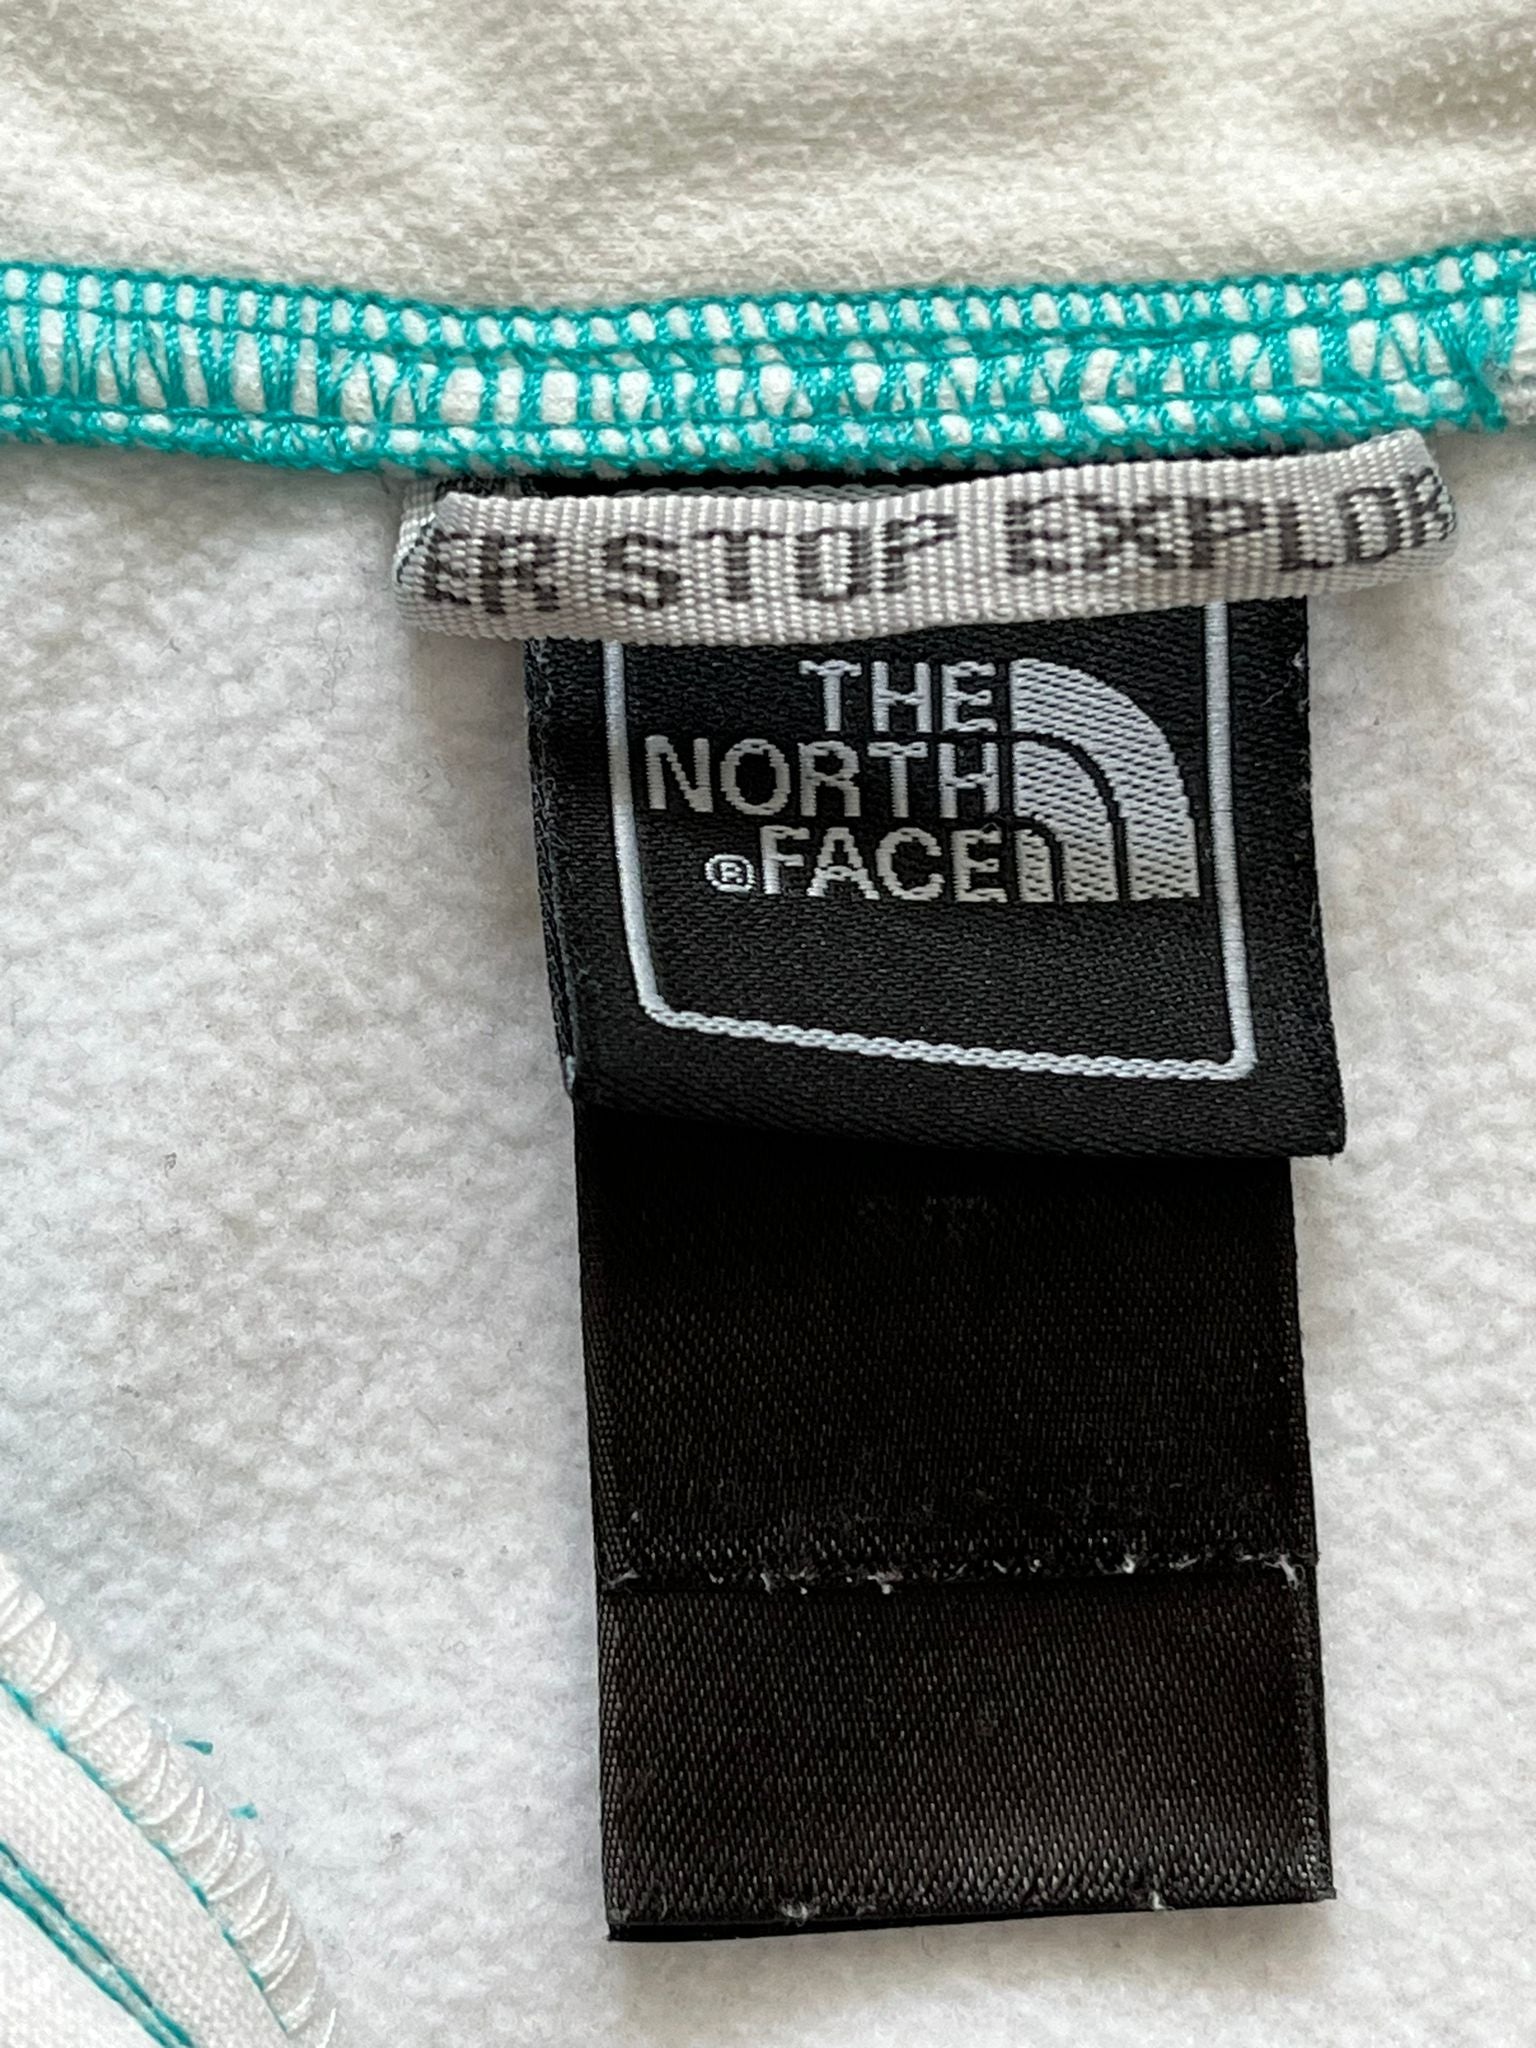 ER STOP EXPLOR
THE
NORTH
® FACE